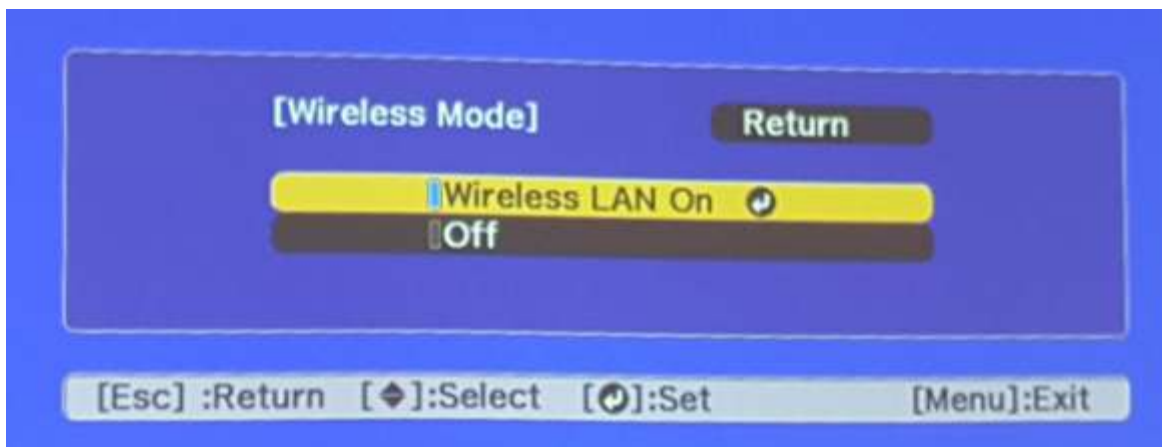 [Wireless Mode] Return
Wireless LAN On
Off
[Esc] :Return [◆]:Select [⏎]:Set [Menu]:Exit